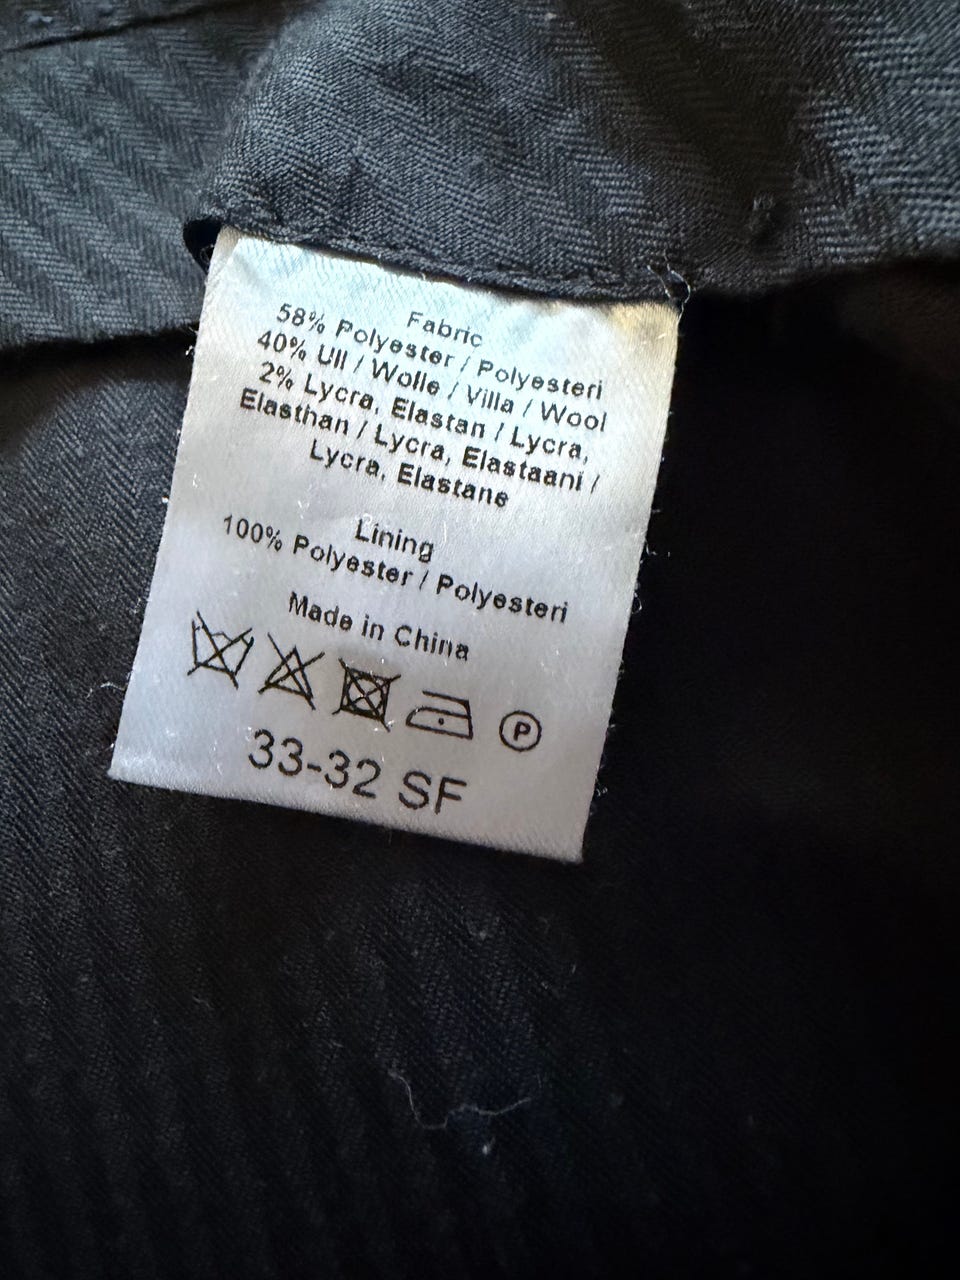 Fabric
58% Polyester / Polyesteri
40% Ull / Wolle / Villa / Wool
2% Lycra, Elastan / Lycra,
Elasthan / Lycra, Elastaani /
Lycra, Elastane
Lining
100% Polyester / Polyesteri
Made in China
P
33-32 SF